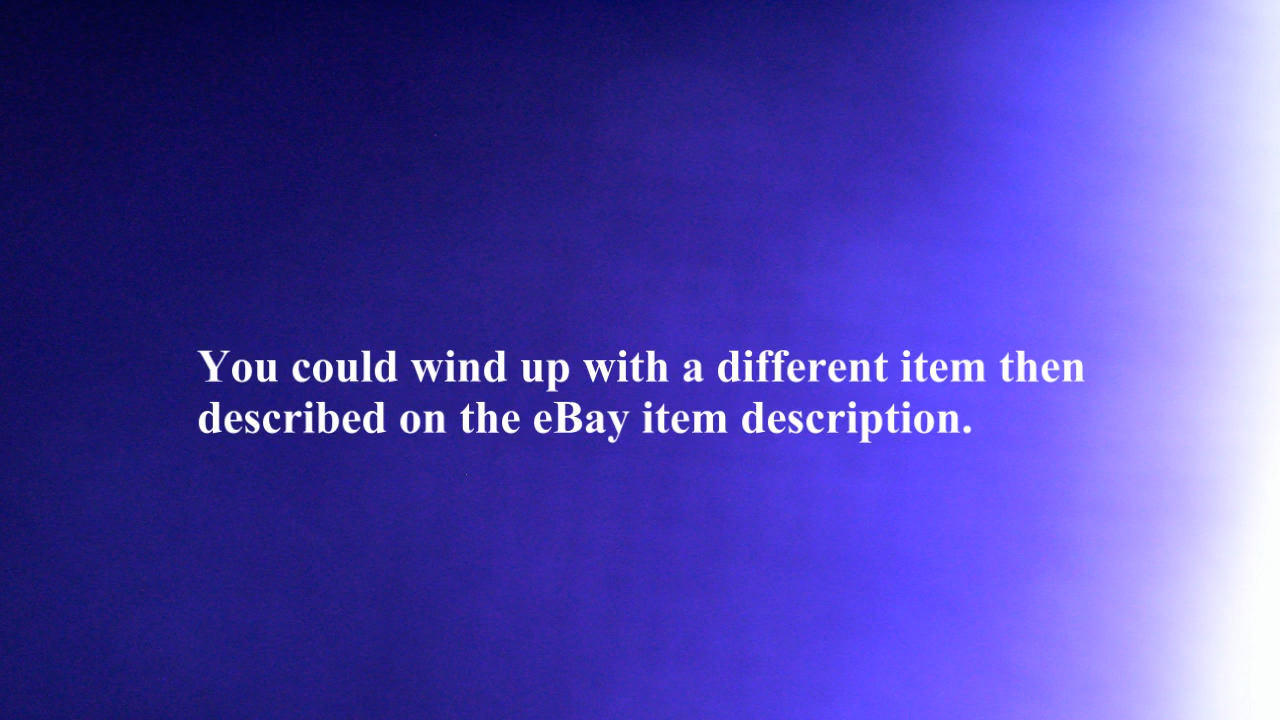 You could wind up with a different item then
described on the eBay item description.